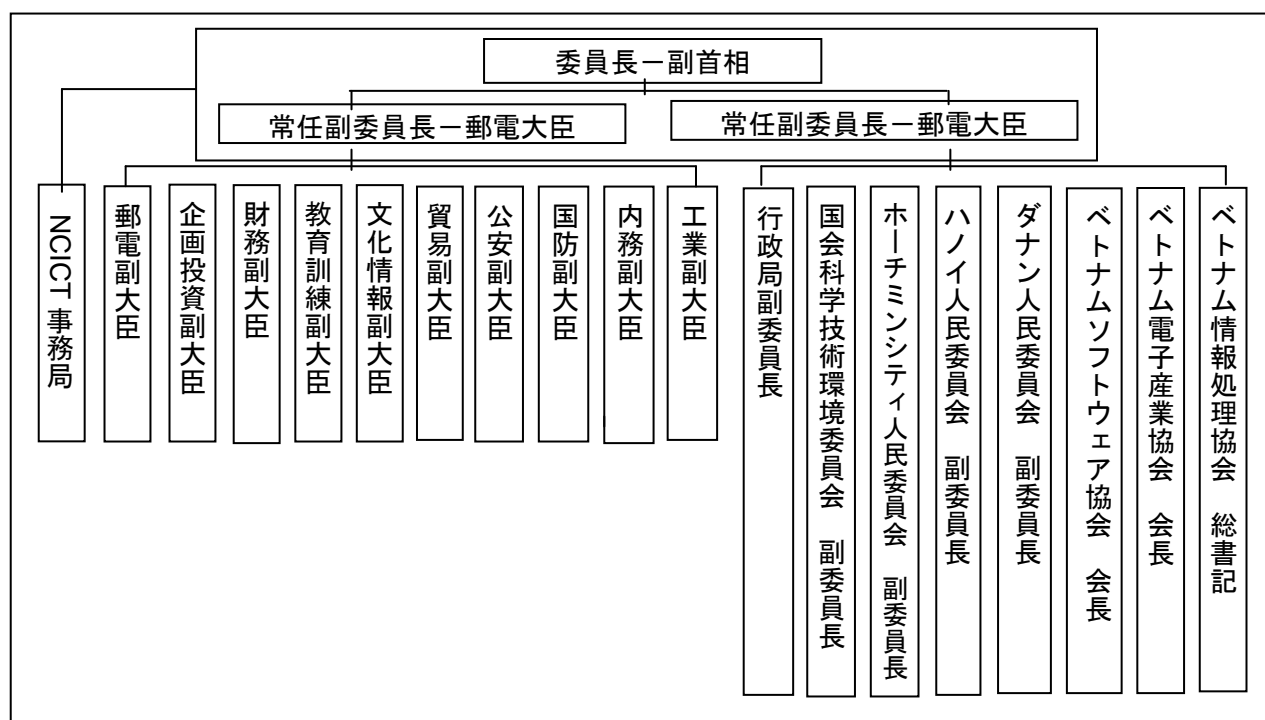 委員長－副首相
常任副委員長－郵電大臣
常任副委員長－郵電大臣
NCICT 事務局
郵電副大臣
企画投資副大臣
財務副大臣
教育訓練副大臣
文化情報副大臣
貿易副大臣
公安副大臣
国防副大臣
内務副大臣
工業副大臣
行政局副委員長
国会科学技術環境委員会 副委員長
ホーチミンシティ人民委員会 副委員長
ハノイ人民委員会 副委員長
ダナン人民委員会 副委員長
ベトナムソフトウェア協会 会長
ベトナム電子産業協会 会長
ベトナム情報処理協会 総書記